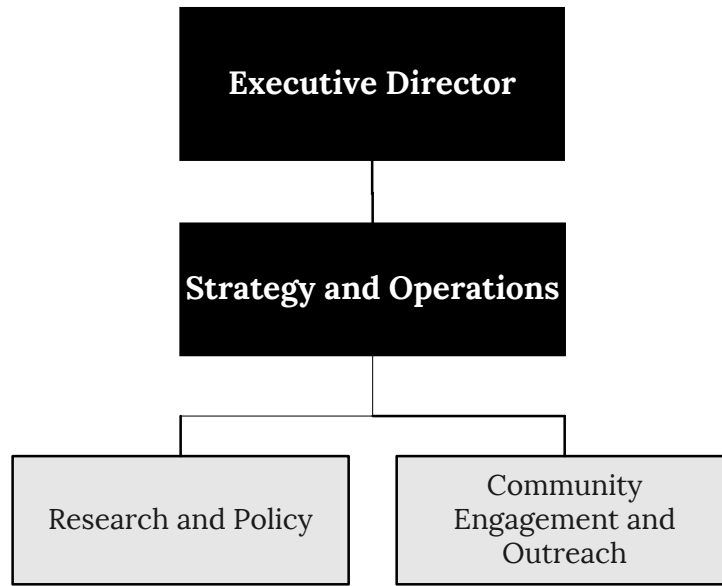 Executive Director
Strategy and Operations
Research and Policy
Community
Engagement and
Outreach